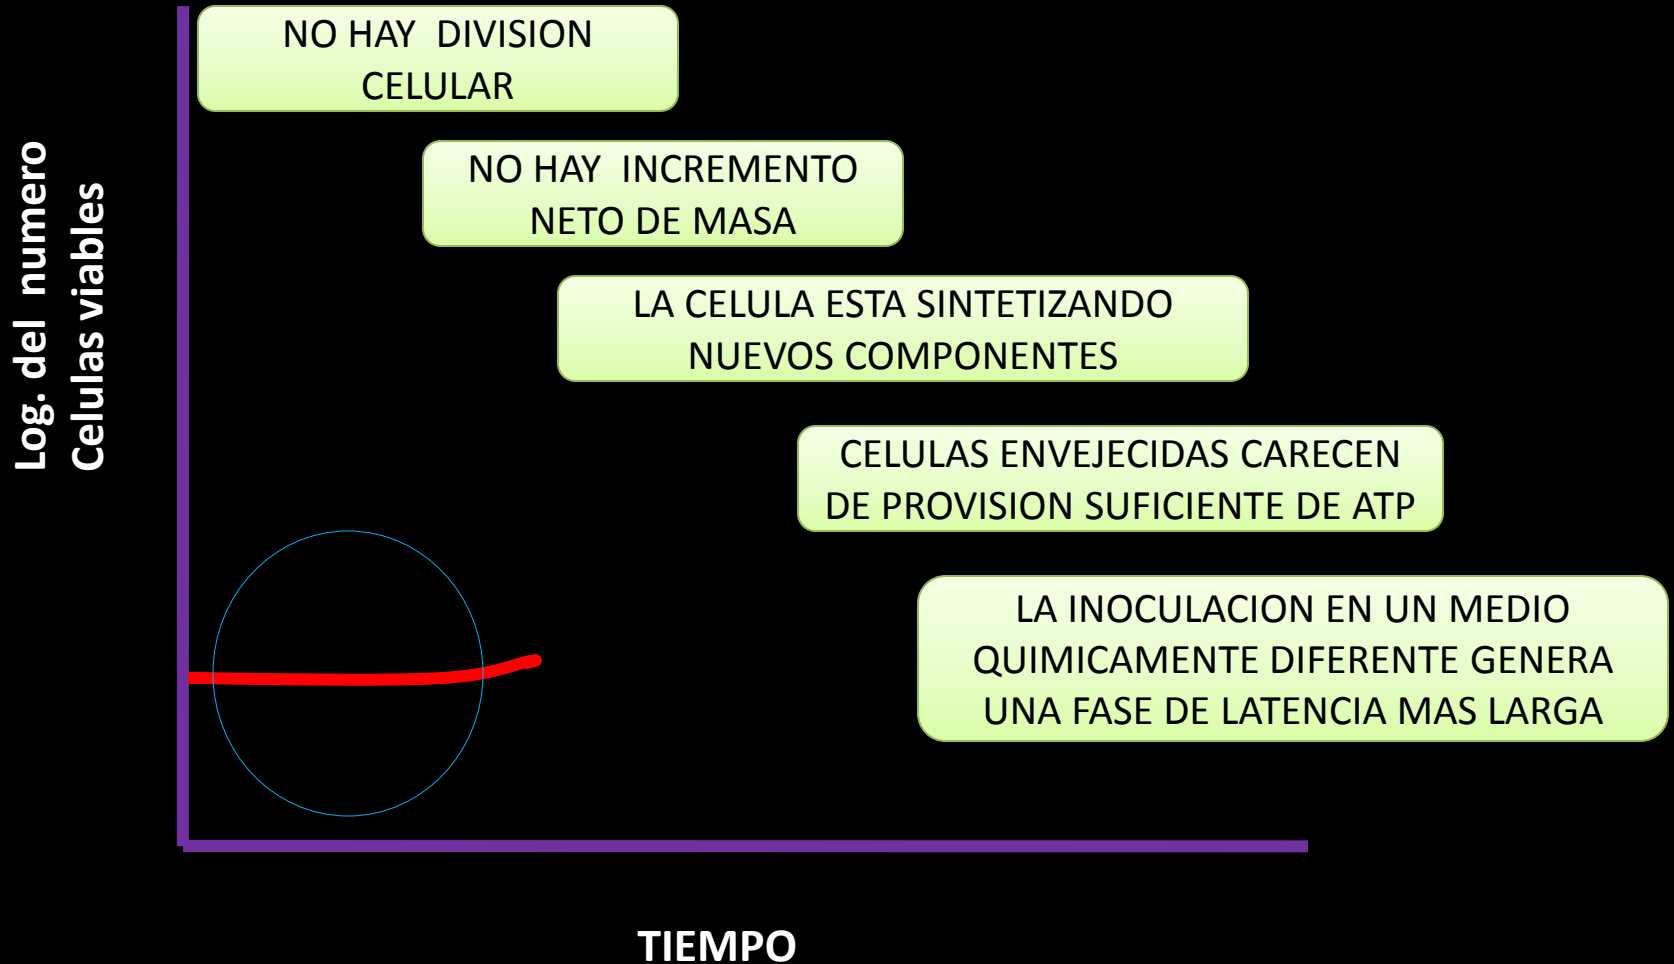 NO HAY  DIVISION
CELULAR
NO HAY  INCREMENTO
NETO DE MASA
LA CELULA ESTA SINTETIZANDO
NUEVOS COMPONENTES
CELULAS ENVEJECIDAS CARECEN
DE PROVISION SUFICIENTE DE ATP
LA INOCULACION EN UN MEDIO
QUIMICAMENTE DIFERENTE GENERA
UNA FASE DE LATENCIA MAS LARGA
Log. del  numero
Celulas viables
TIEMPO